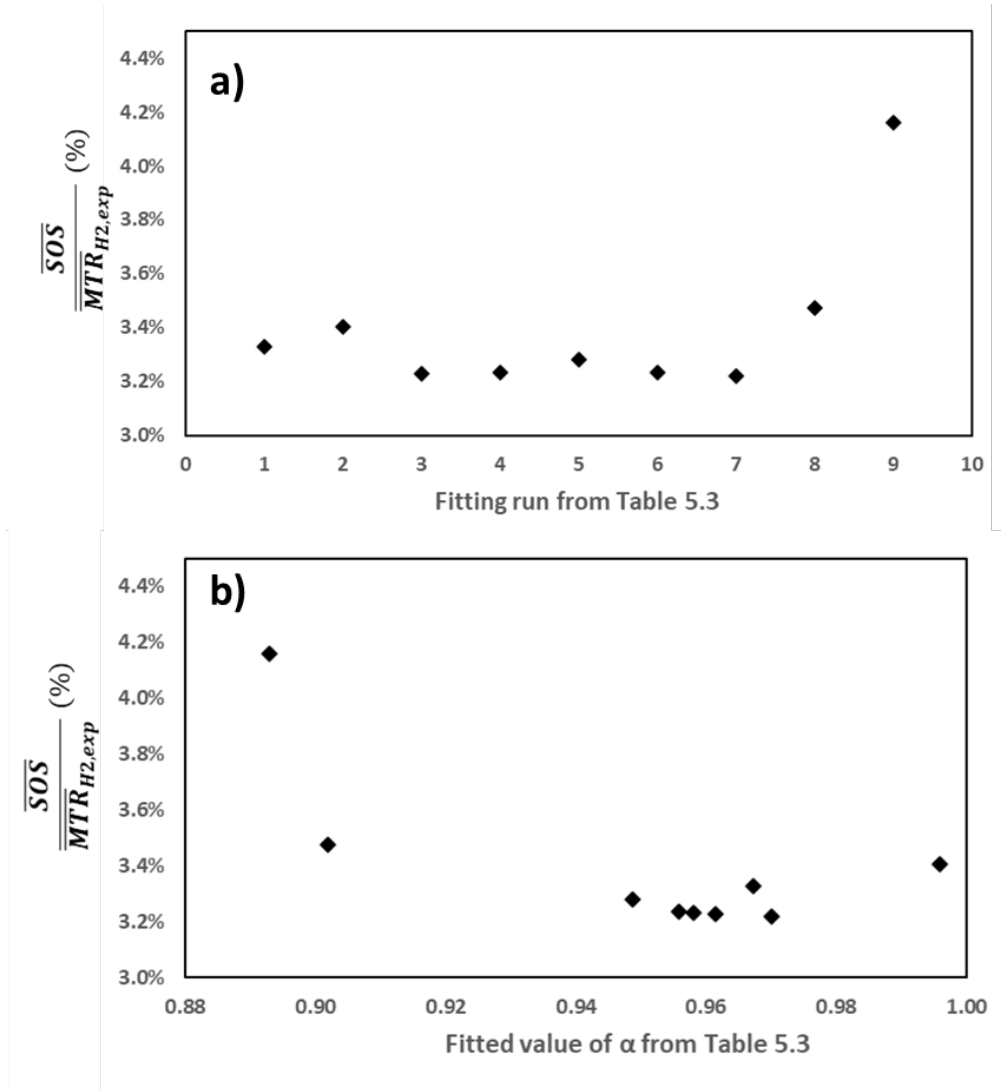 a)
4.4%
4.2%
4.0%
3.8%
3.6%
3.4%
3.2%
3.0%
SOS
MTR H2,exp
(%)
0 1 2 3 4 5 6 7 8 9 10
Fitting run from Table 5.3
b)
4.4%
4.2%
4.0%
3.8%
3.6%
3.4%
3.2%
3.0%
SOS
MTR H2,exp
(%)
0.88 0.90 0.92 0.94 0.96 0.98 1.00
Fitted value of α from Table 5.3